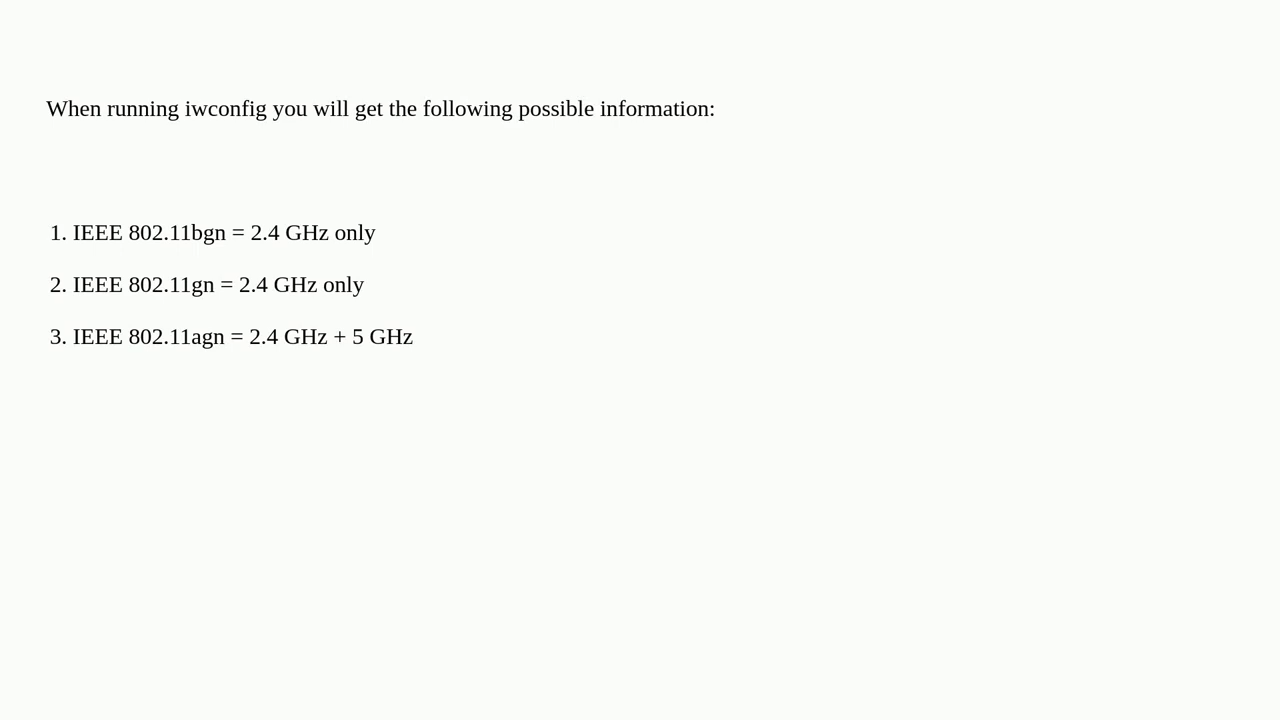 When running iwconfig you will get the following possible information:
1. IEEE 802.11bgn = 2.4 GHz only
2. IEEE 802.11gn = 2.4 GHz only
3. IEEE 802.11agn = 2.4 GHz + 5 GHz